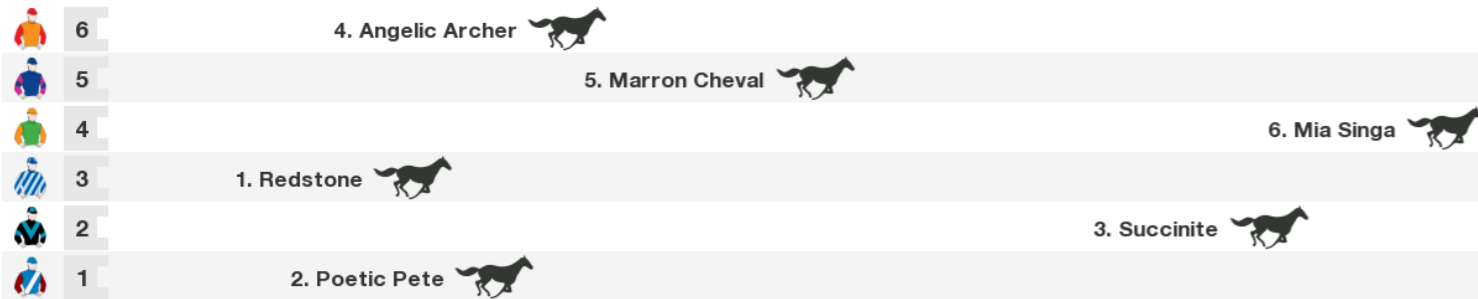 6 4. Angelic Archer
5 5. Marron Cheval
4 6. Mia Singa
3 1. Redstone
2 3. Succinite
1 2. Poetic Pete